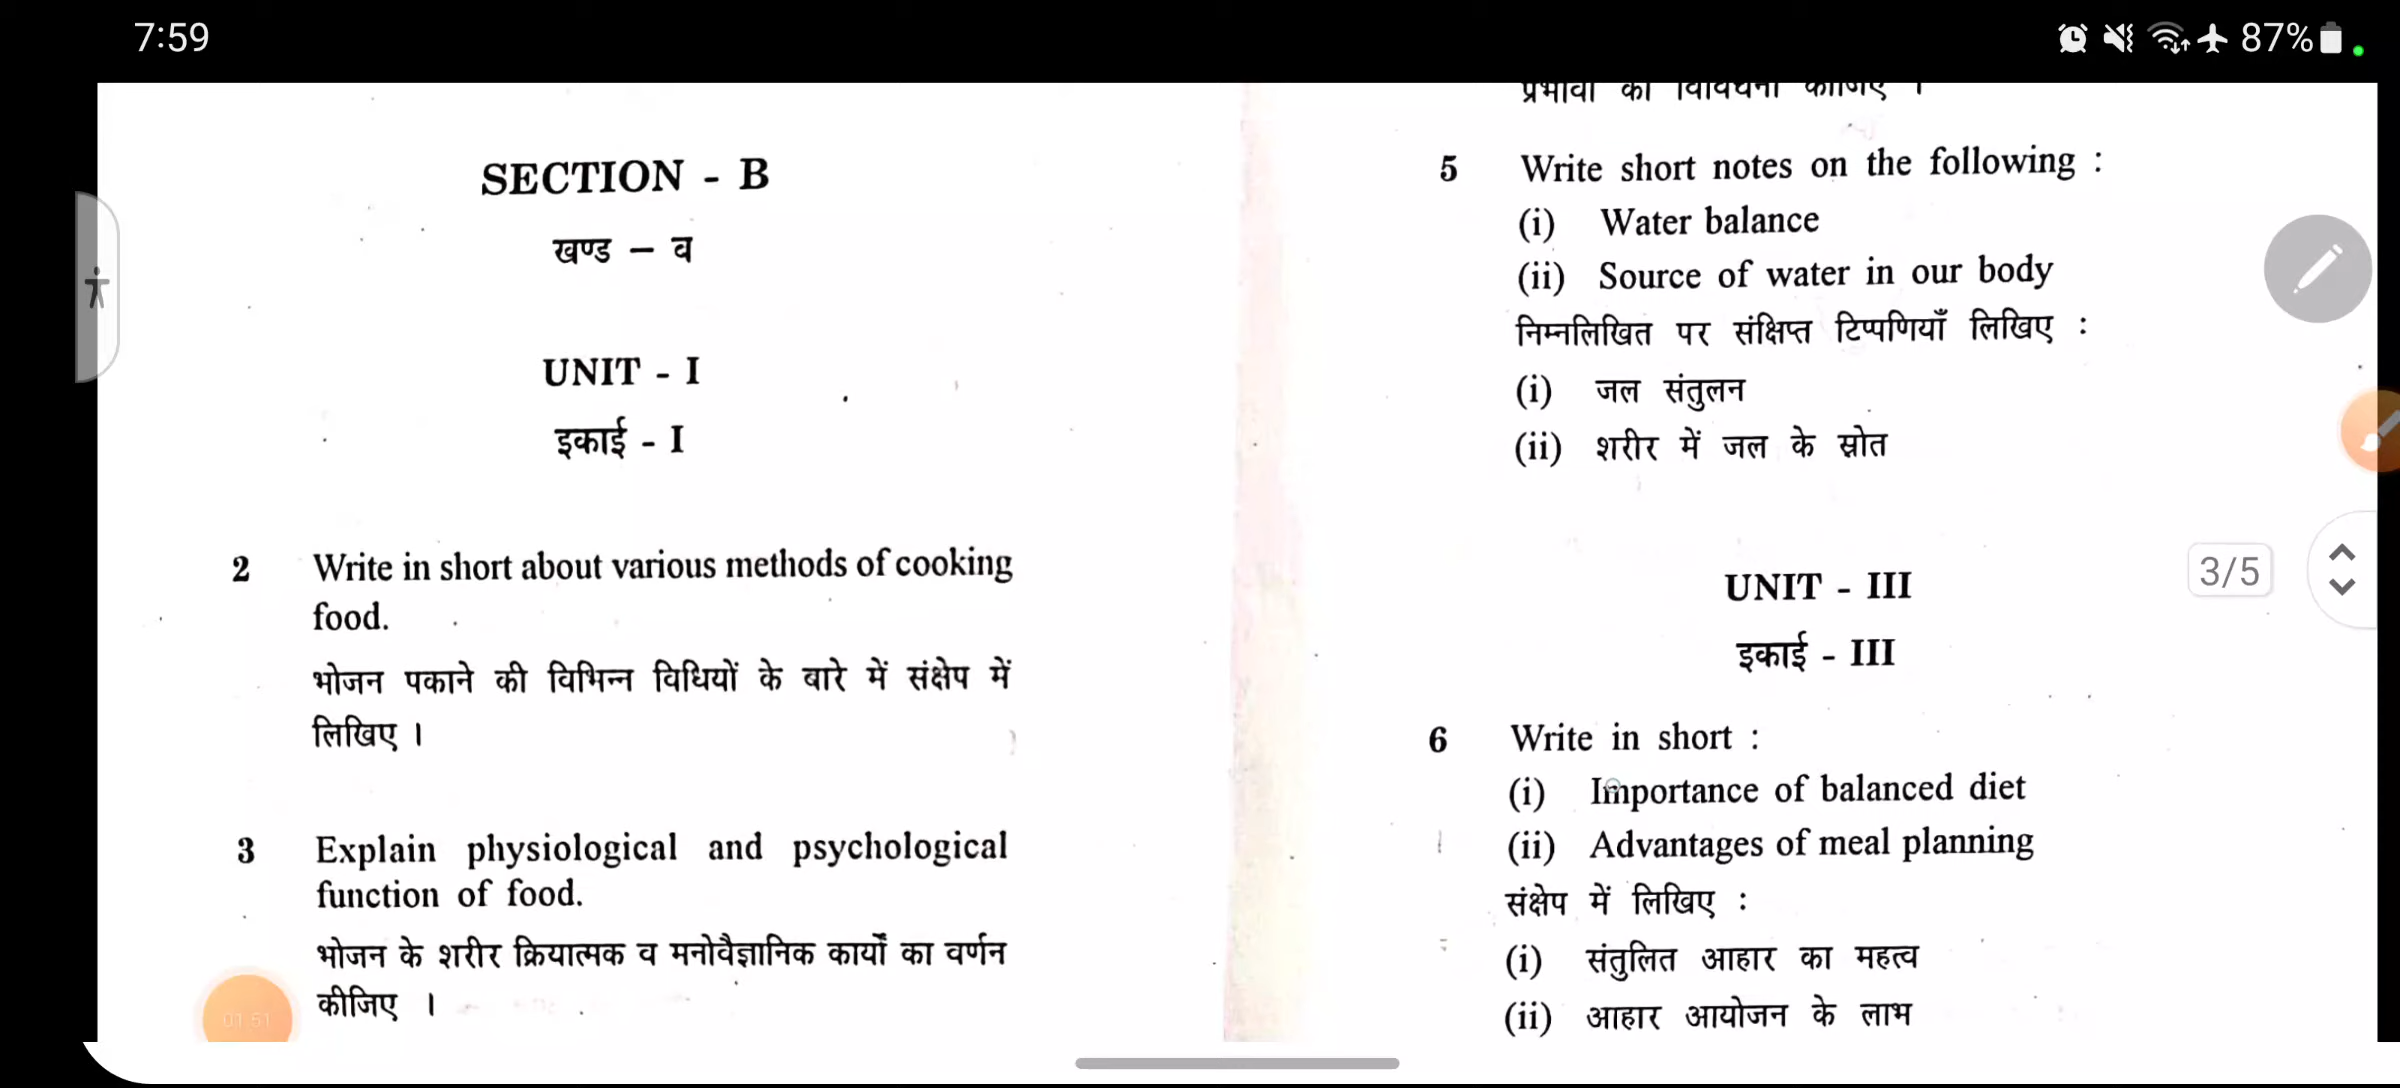 7:59
87%
SECTION - B
खण्ड – व
UNIT - I
इकाई - I
2 Write in short about various methods of cooking
food.
भोजन पकाने की विभिन्न विधियों के बारे में संक्षेप में
लिखिए ।
3 Explain physiological and psychological
function of food.
भोजन के शरीर क्रियात्मक व मनोवैज्ञानिक कार्यों का वर्णन
कीजिए ।
01:51
5 Write short notes on the following :
(i) Water balance
(ii) Source of water in our body
निम्नलिखित पर संक्षिप्त टिप्पणियाँ लिखिए :
(i) जल संतुलन
(ii) शरीर में जल के स्रोत
3/5
UNIT - III
इकाई - III
6 Write in short :
(i) Importance of balanced diet
(ii) Advantages of meal planning
संक्षेप में लिखिए :
(i) संतुलित आहार का महत्व
(ii) आहार आयोजन के लाभ